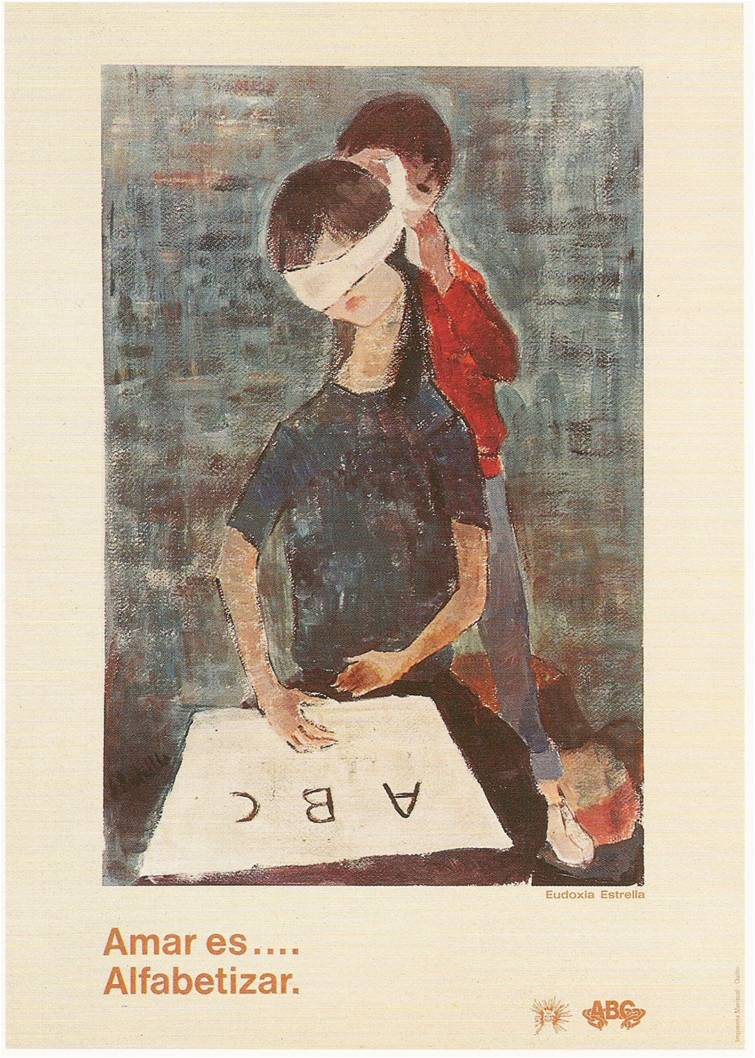 A B C
Eudoxia Estrella
Amar es....
Alfabetizar.
ABC